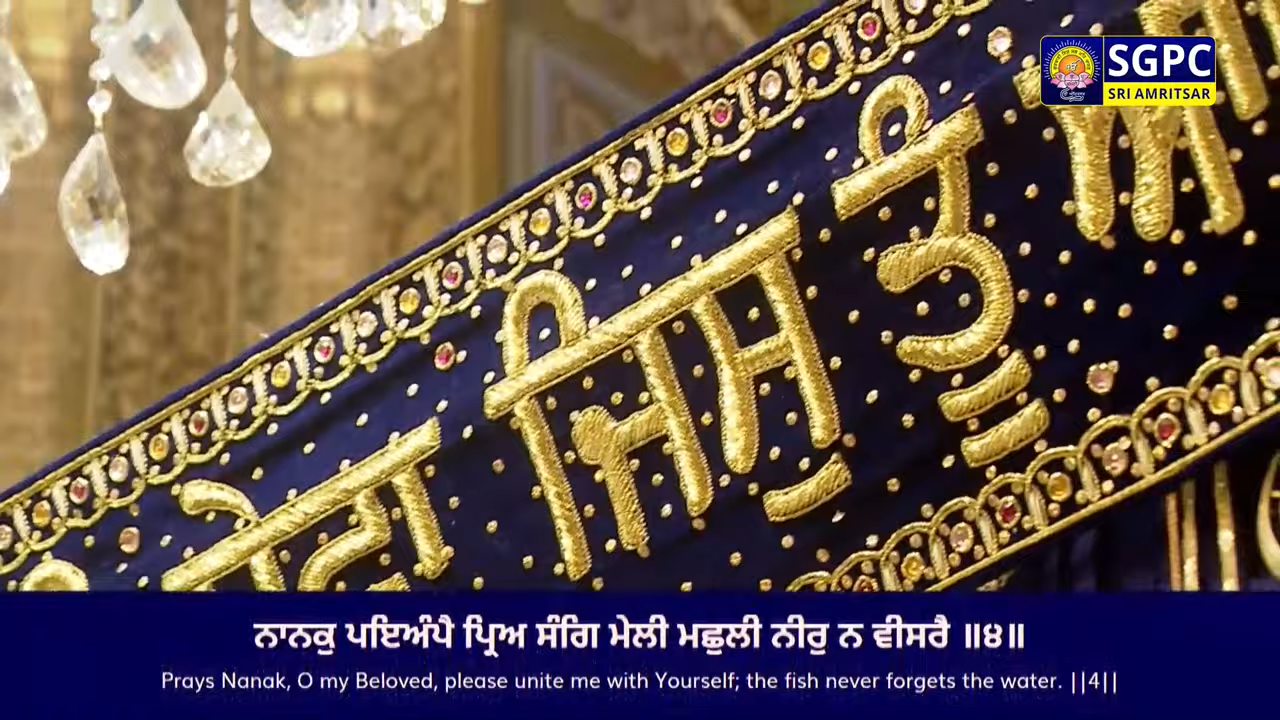 SGPC
SRI AMRITSAR
ਜਿਸੁ ਤੂੰ
ਨਾਨਕੁ ਪਇਅੰਪੈ ਪ੍ਰਿਅ ਸੰਗਿ ਮੇਲੀ ਮਛੁਲੀ ਨੀਰੁ ਨ ਵੀਸਰੈ ॥੪॥
Prays Nanak, O my Beloved, please unite me with Yourself; the fish never forgets the water. ||4||